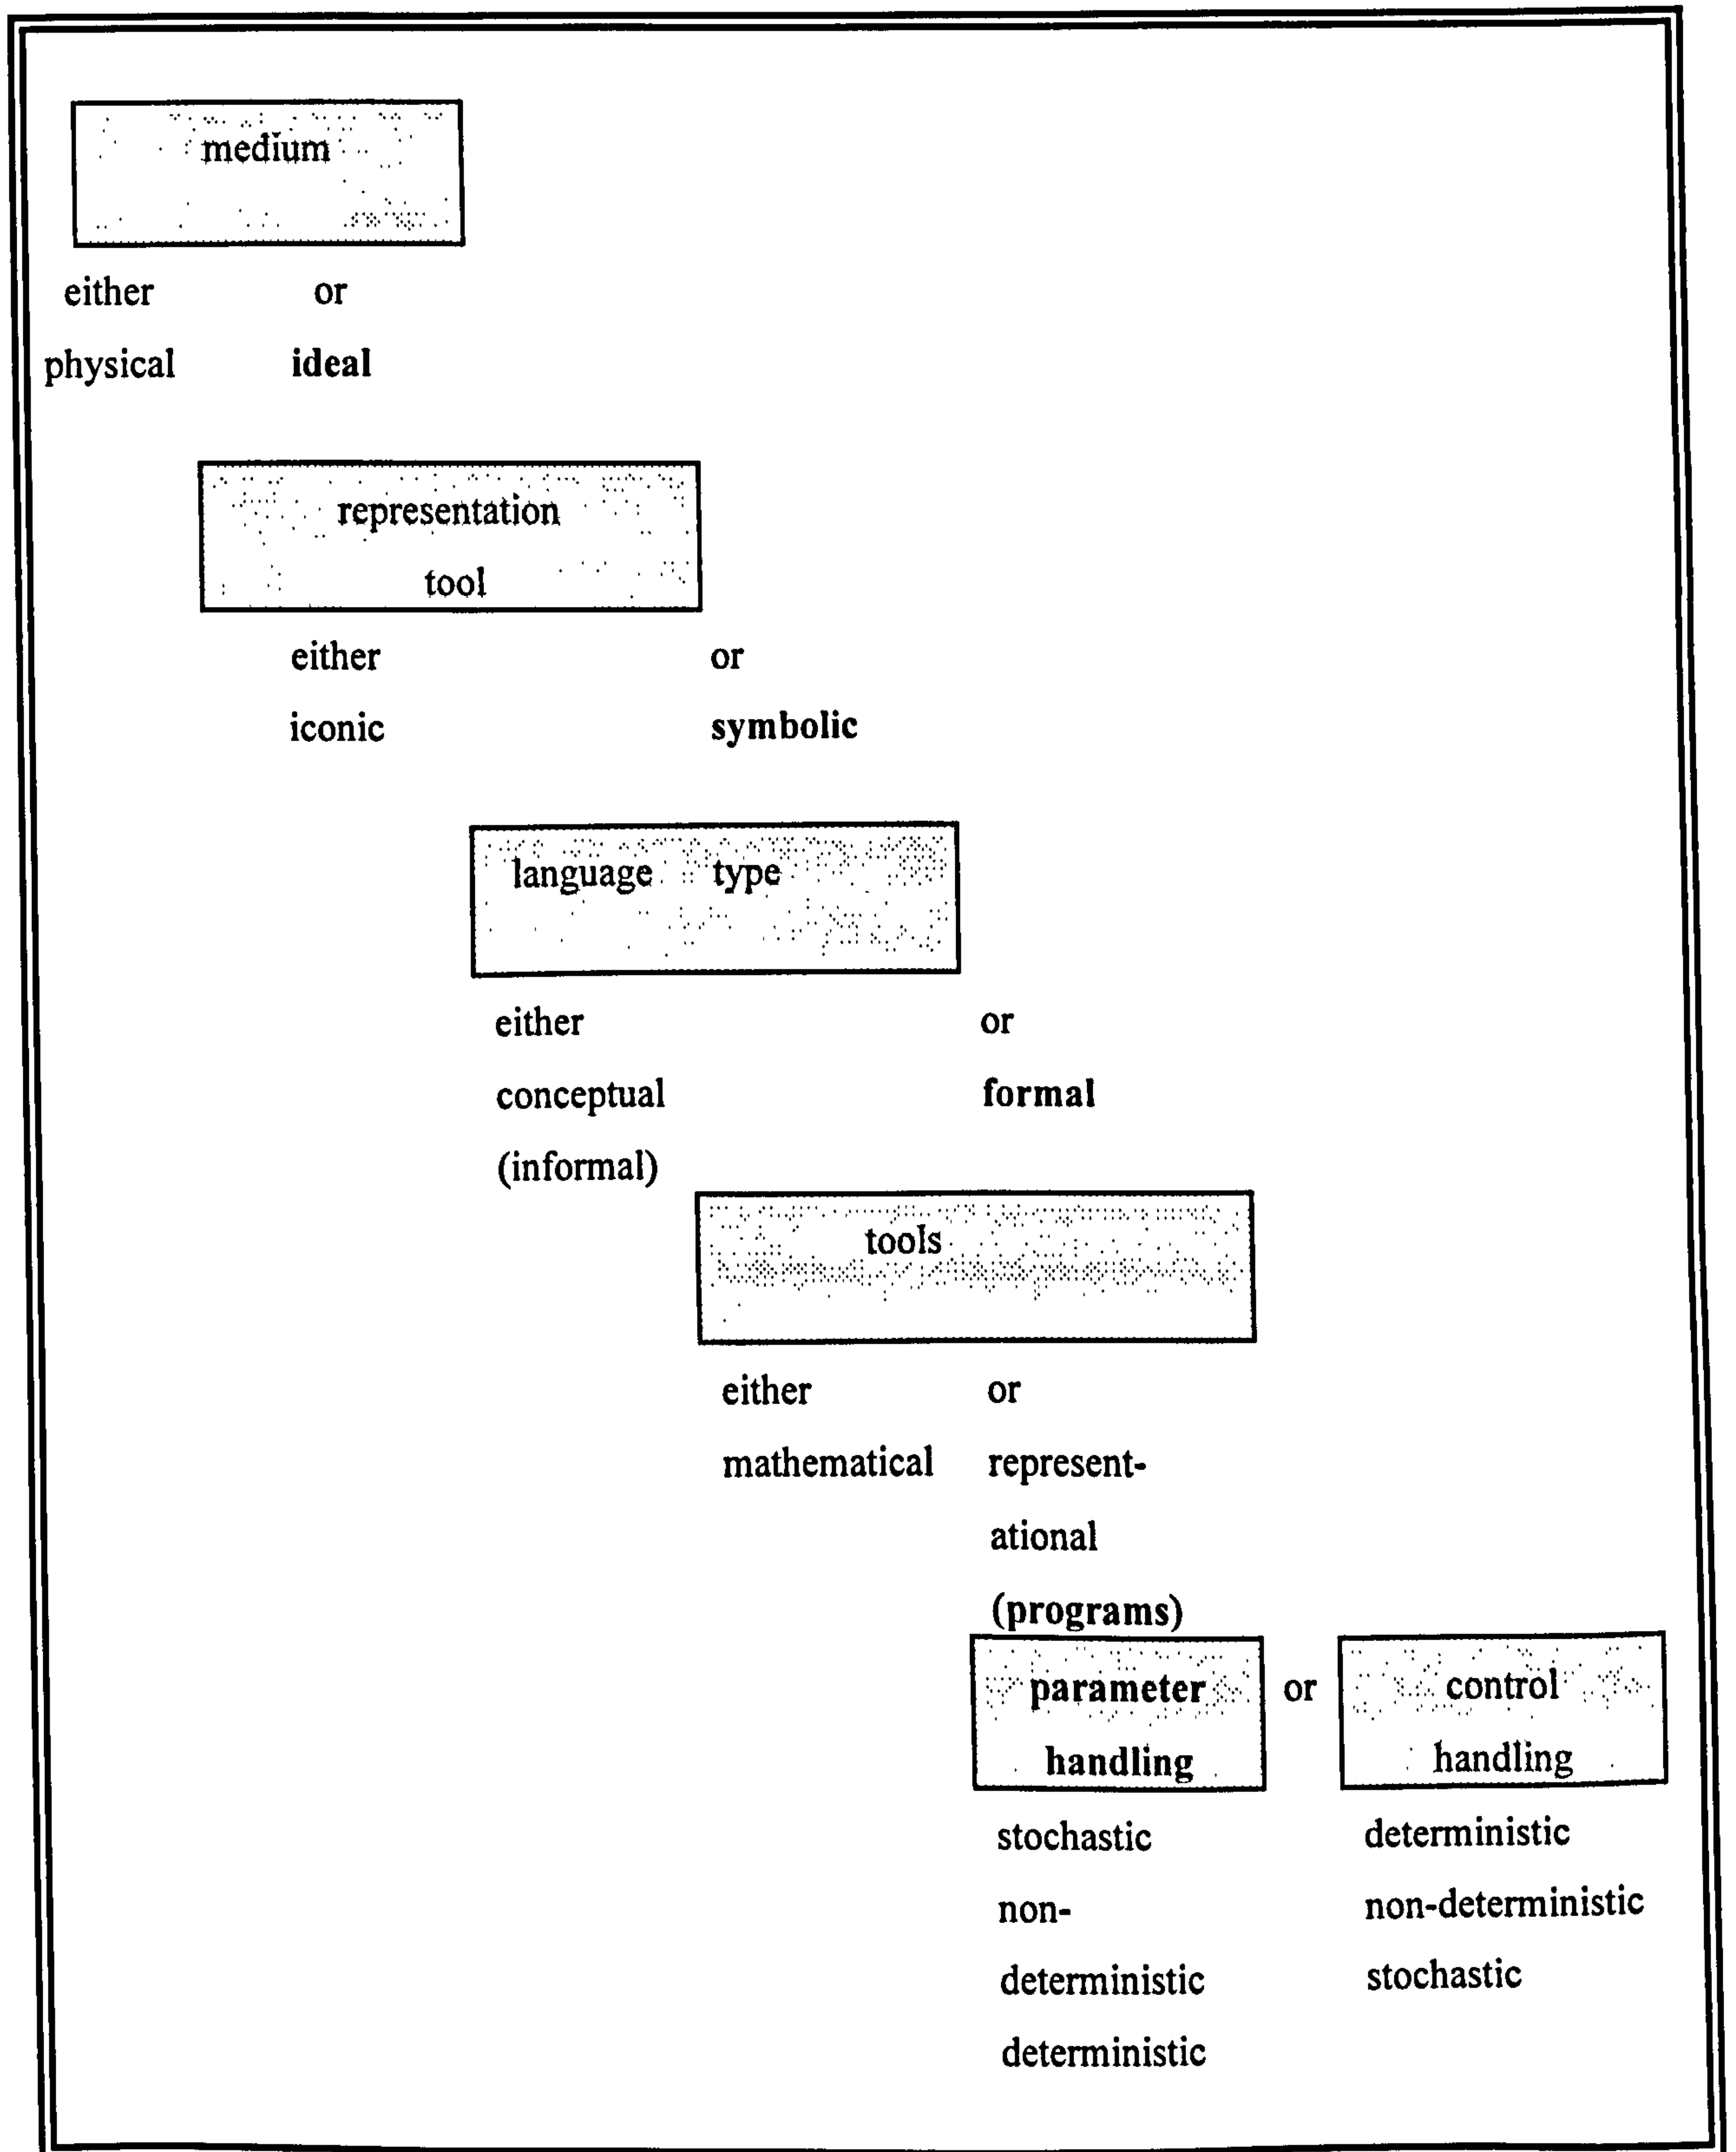 medium
either or
physical ideal
representation
tool
either or
iconic symbolic
language type
either or
conceptual formal
(informal)
tools
either or
mathematical represent-
ational
(programs)
parameter or control
handling handling
stochastic deterministic
non- non-deterministic
deterministic stochastic
deterministic